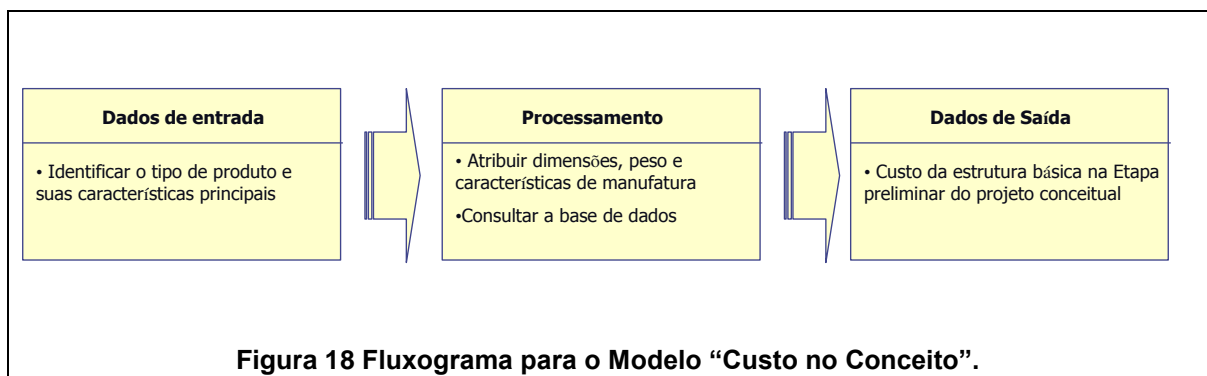 Dados de entrada
• Identificar o tipo de produto e
suas características principais
Processamento
• Atribuir dimensões, peso e
características de manufatura
•Consultar a base de dados
Dados de Saída
• Custo da estrutura básica na Etapa
preliminar do projeto conceitual
Figura 18 Fluxograma para o Modelo “Custo no Conceito”.